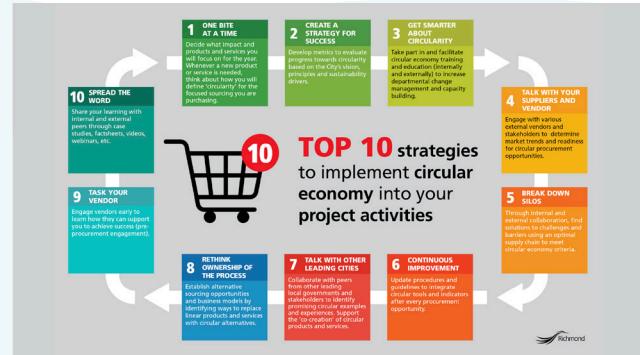 1 ONE BITE
AT A TIME
Decide what impact and
products and services you
will focus on for the year.
Whenever a new product
or service is needed,
think about how you will
define 'circularity' for the
focused sourcing you are
purchasing.
2 CREATE A
STRATEGY FOR
SUCCESS
Develop metrics to evaluate
progress towards circularity
based on the City's vision,
principles and sustainability
drivers.
3 GET SMARTER
ABOUT
CIRCULARITY
Take part in and facilitate
circular economy training
and education (internally
and externally) to increase
departmental change
management and capacity
building.
4 TALK WITH YOUR
SUPPLIERS AND
VENDOR
Engage with various
external vendors and
stakeholders to determine
market trends and readiness
for circular procurement
opportunities.
5 BREAK DOWN
SILOS
Through internal and
external collaboration, find
solutions to challenges and
barriers using an optimal
supply chain to meet
circular economy criteria.
6 CONTINUOUS
IMPROVEMENT
Update procedures and
guidelines to integrate
circular tools and indicators
after every procurement
opportunity.
7 TALK WITH OTHER
LEADING CITIES
Collaborate with peers
from other leading
local governments and
stakeholders to identify
promising circular examples
and experiences. Support
the 'co-creation' of circular
products and services.
8 RETHINK
OWNERSHIP OF
THE PROCESS
Establish alternative
sourcing opportunities
and business models by
identifying ways to replace
linear products and services
with circular alternatives.
9 TASK YOUR
VENDOR
Engage vendors early to
learn how they can support
you to achieve success (pre-
procurement engagement).
10 SPREAD THE
WORD
Share your learning with
internal and external
peers through case
studies, factsheets, videos,
webinars, etc.
10
TOP 10 strategies
to implement circular
economy into your
project activities
Richmond